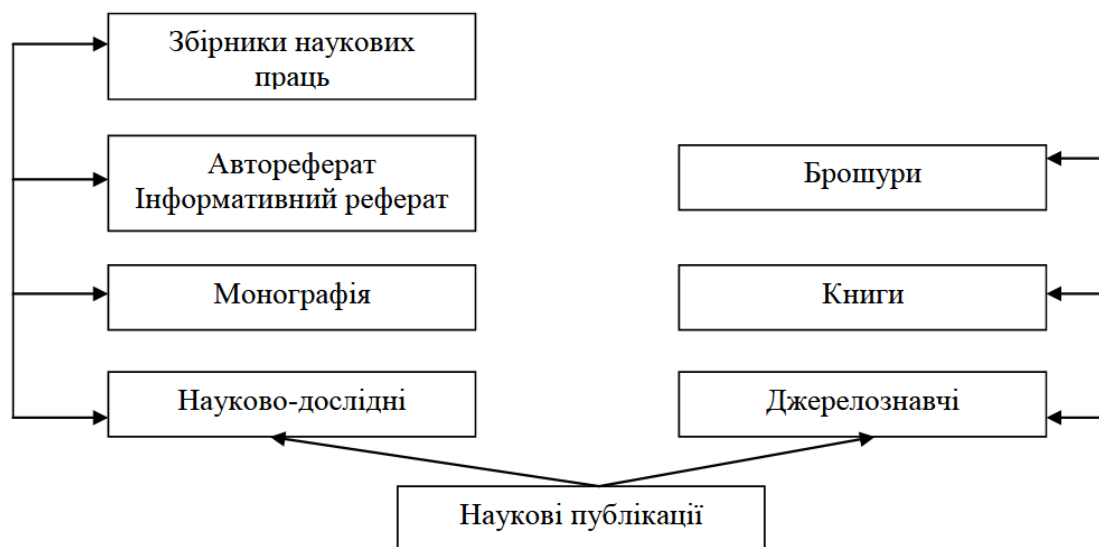 Збірники наукових
праць
Автореферат
Інформативний реферат
Брошури
Монографія
Книги
Науково-дослідні
Джерелознавчі
Наукові публікації